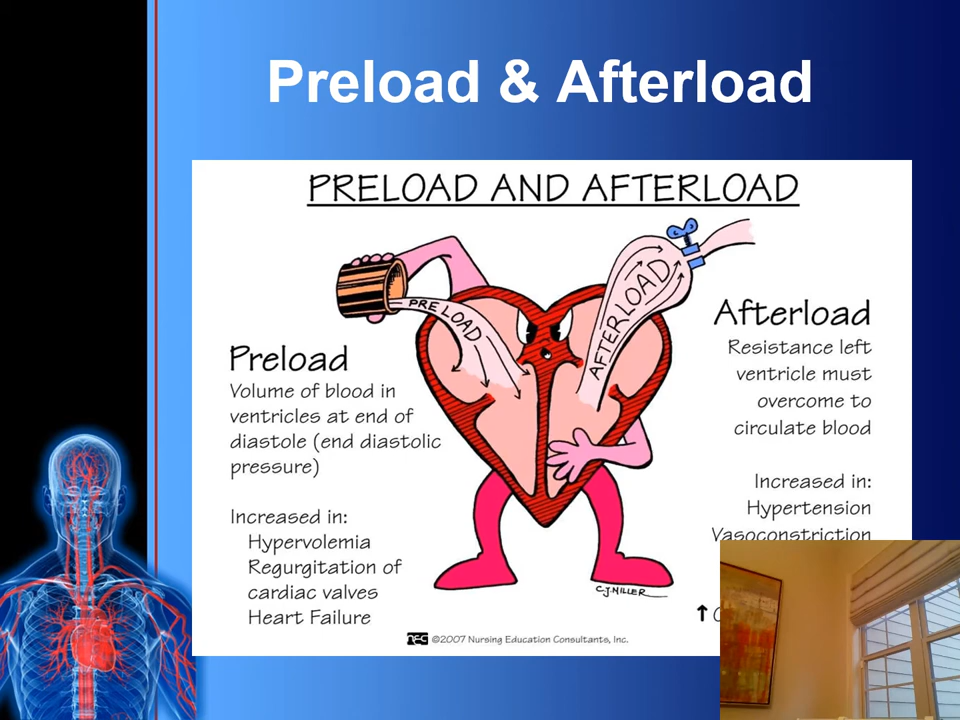 Preload & Afterload
PRELOAD AND AFTERLOAD
PRELOAD
AFTERLOAD
Preload
Volume of blood in
ventricles at end of
diastole (end diastolic
pressure)
Increased in:
Hypervolemia
Regurgitation of
cardiac valves
Heart Failure
Afterload
Resistance left
ventricle must
overcome to
circulate blood
Increased in:
Hypertension
Vasoconstriction
C.J. MILLER
NEC ©2007 Nursing Education Consultants, Inc.